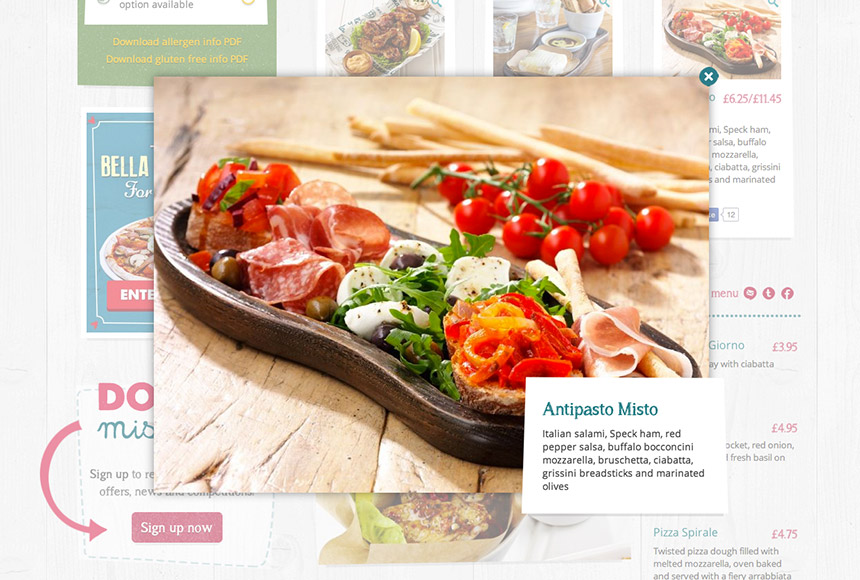 option available
Download allergen info PDF
Download gluten free info PDF
BELLA
For
ENTE
DO
mis
Sign up to re
offers, news and competitions.
Sign up now
Antipasto Misto
Italian salami, Speck ham, red
pepper salsa, buffalo bocconcini
mozzarella, bruschetta, ciabatta,
grissini breadsticks and marinated
olives
o £6.25/£11.45
mi, Speck ham,
salsa, buffalo
mozzarella,
, ciabatta, grissini
s and marinated
ke 12
menu
Giorno £3.95
ay with ciabatta
£4.95
ocket, red onion,
l fresh basil on
Pizza Spirale £4.75
Twisted pizza dough filled with
melted mozzarella, oven baked
and served with a fiery arrabbiata